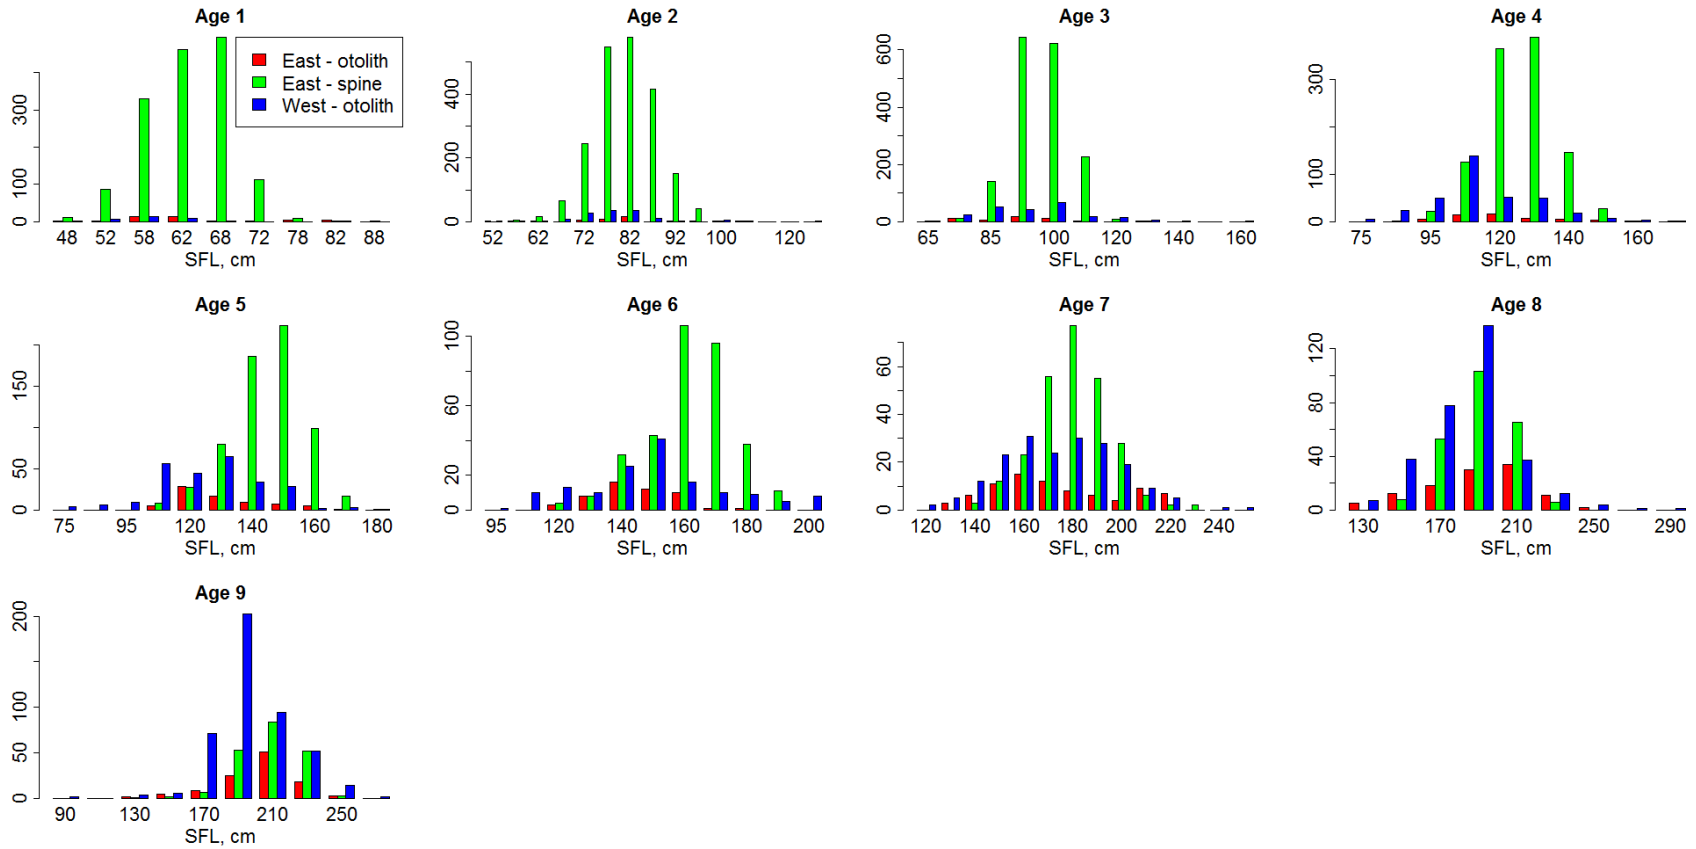 Age 1
East - otolith
East - spine
West - otolith
0 100 300
48 52 58 62 68 72 78 82 88
SFL, cm
Age 2
0 200 400
52 62 72 82 92 100 120
SFL, cm
Age 3
0 200 400 600
65 85 100 120 140 160
SFL, cm
Age 4
0 100 300
75 95 120 140 160
SFL, cm
Age 5
0 50 150
75 95 120 140 160 180
SFL, cm
Age 6
0 20 60 100
95 120 140 160 180 200
SFL, cm
Age 7
0 20 40 60
120 140 160 180 200 220 240
SFL, cm
Age 8
0 40 80 120
130 170 210 250 290
SFL, cm
Age 9
0 50 100 200
90 130 170 210 250
SFL, cm